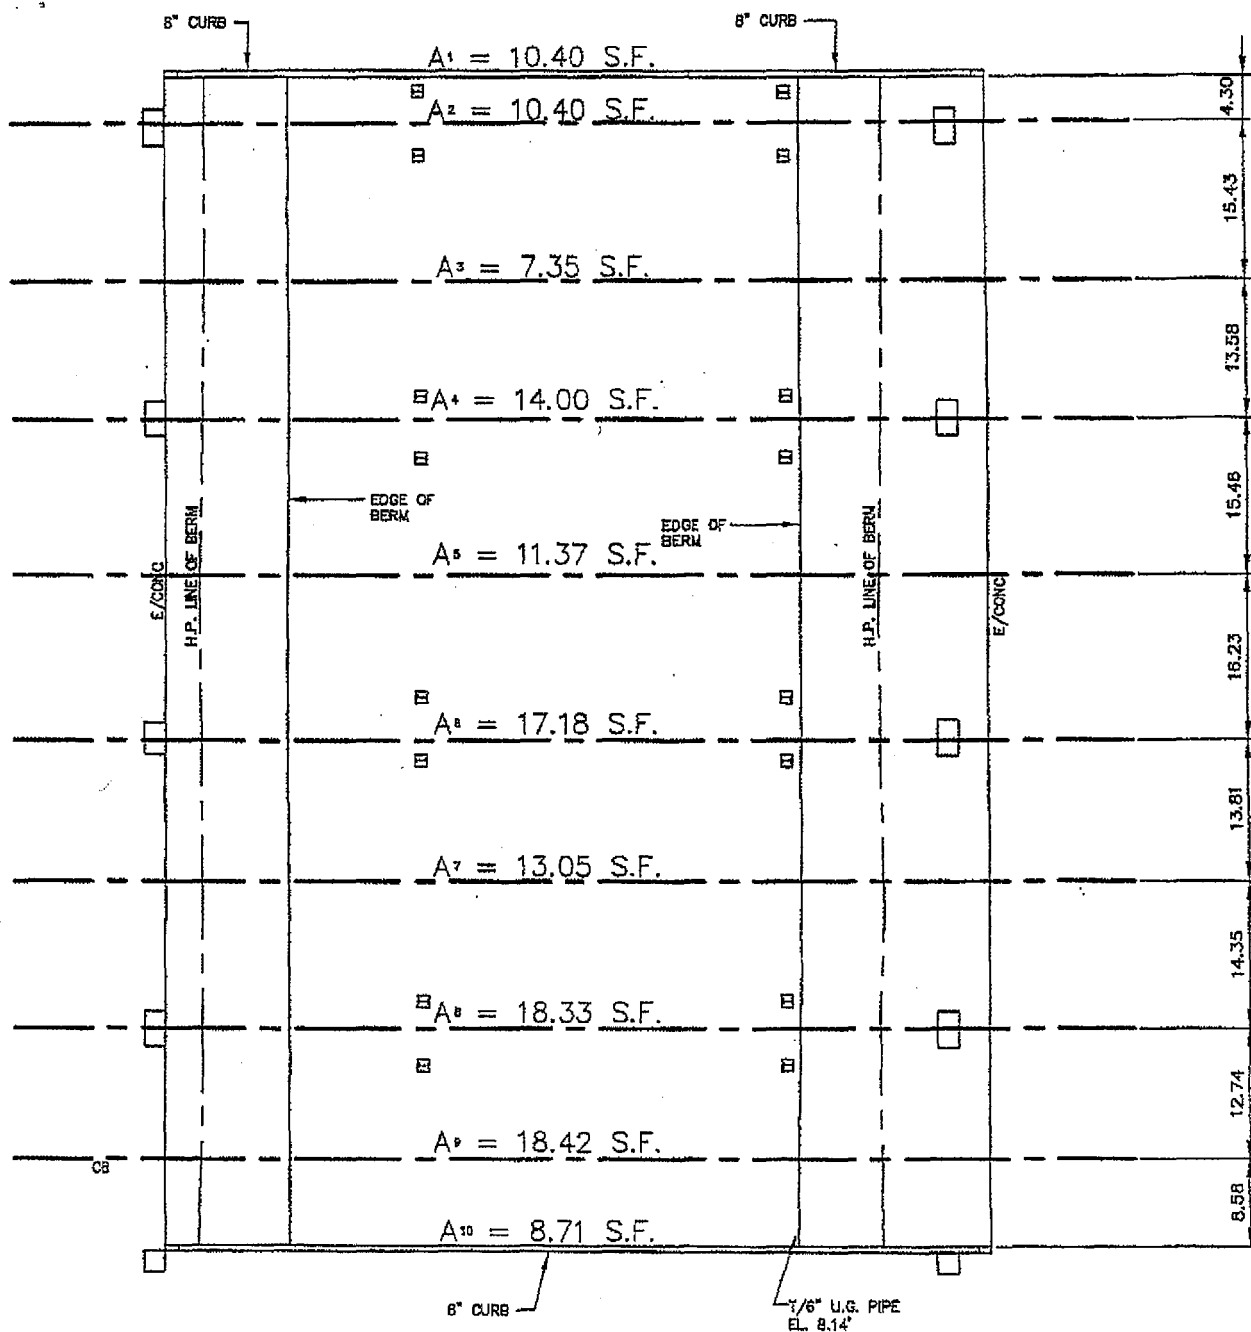 8" CURB
8" CURB
A1 = 10.40 S.F.
A2 = 10.40 S.F.
4.30
15.43
A3 = 7.35 S.F.
13.58
A4 = 14.00 S.F.
15.48
EDGE OF
BERM
EDGE OF
BERM
H.P. LINE OF BERM
H.P. LINE OF BERM
A5 = 11.37 S.F.
E/CONC
E/CONC
16.23
A6 = 17.18 S.F.
13.81
A7 = 13.05 S.F.
14.35
A8 = 18.33 S.F.
12.74
A9 = 18.42 S.F.
CB
8.58
A10 = 8.71 S.F.
6" CURB
1/6" U.G. PIPE
EL. 8.14'